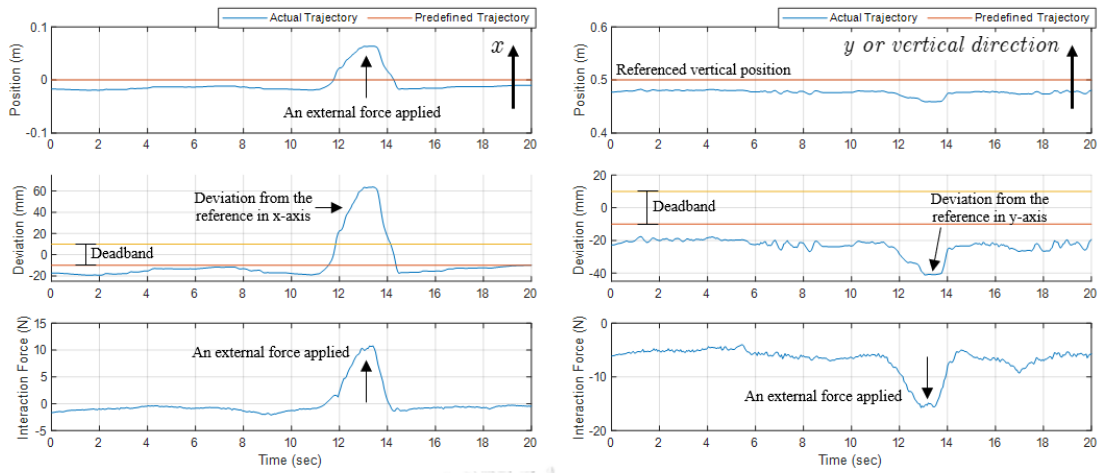 Actual Trajectory Predefined Trajectory
0.1
0
-0.1
Position (m)
x
An external force applied
0 2 4 6 8 10 12 14 16 18 20
60
40
20
0
-20
Deviation (mm)
Deviation from the
reference in x-axis
Deadband
0 2 4 6 8 10 12 14 16 18 20
15
10
5
0
-5
Interaction Force (N)
An external force applied
0 2 4 6 8 10 12 14 16 18 20
Time (sec)
Actual Trajectory Predefined Trajectory
0.6
0.5
0.4
Position (m)
y or vertical direction
Referenced vertical position
0 2 4 6 8 10 12 14 16 18 20
20
0
-20
-40
Deviation (mm)
Deadband
Deviation from the
reference in y-axis
0 2 4 6 8 10 12 14 16 18 20
0
-10
-20
Interaction Force (N)
An external force applied
0 2 4 6 8 10 12 14 16 18 20
Time (sec)